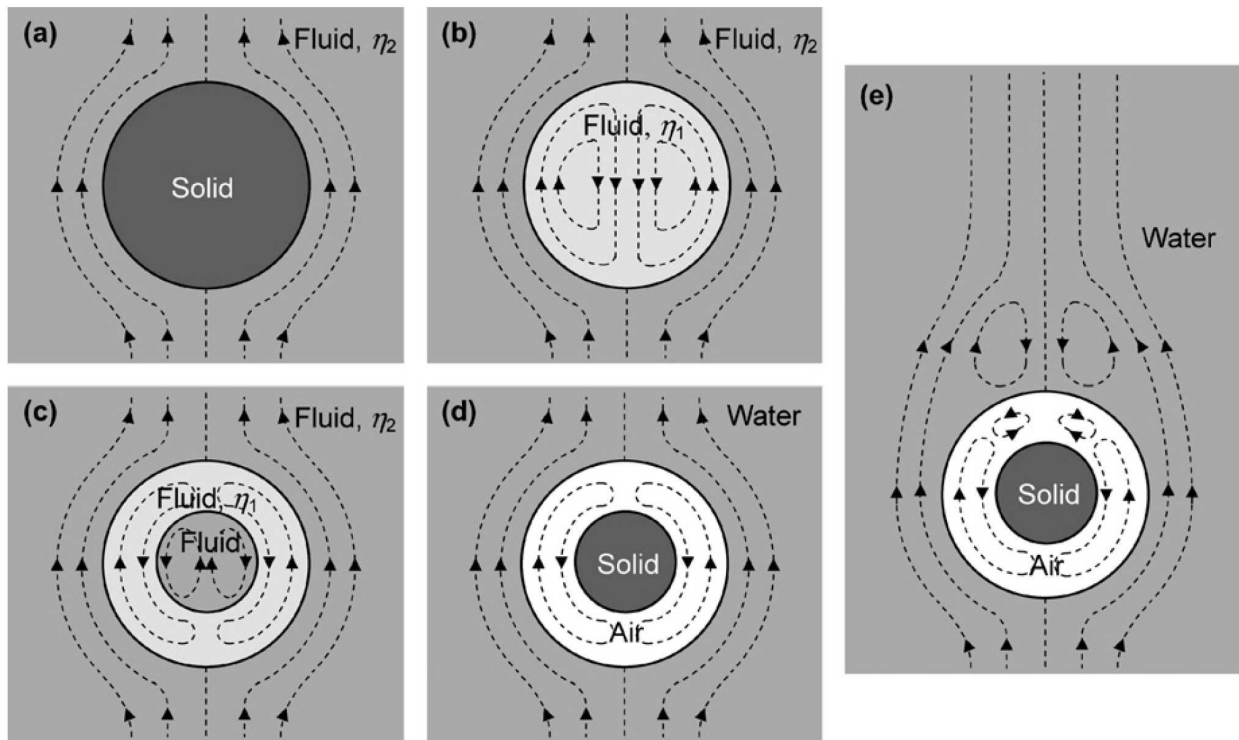 (a)
Fluid, η2
Solid
(b)
Fluid, η2
Fluid, η1
(c)
Fluid, η2
Fluid, η1
Fluid
(d)
Water
Solid
Air
(e)
Water
Solid
Air